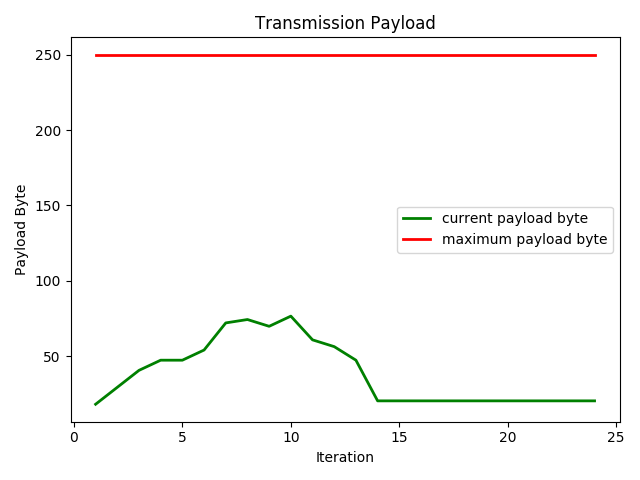 Transmission Payload
250
200
150
100
50
Payload Byte
current payload byte
maximum payload byte
0 5 10 15 20 25
Iteration